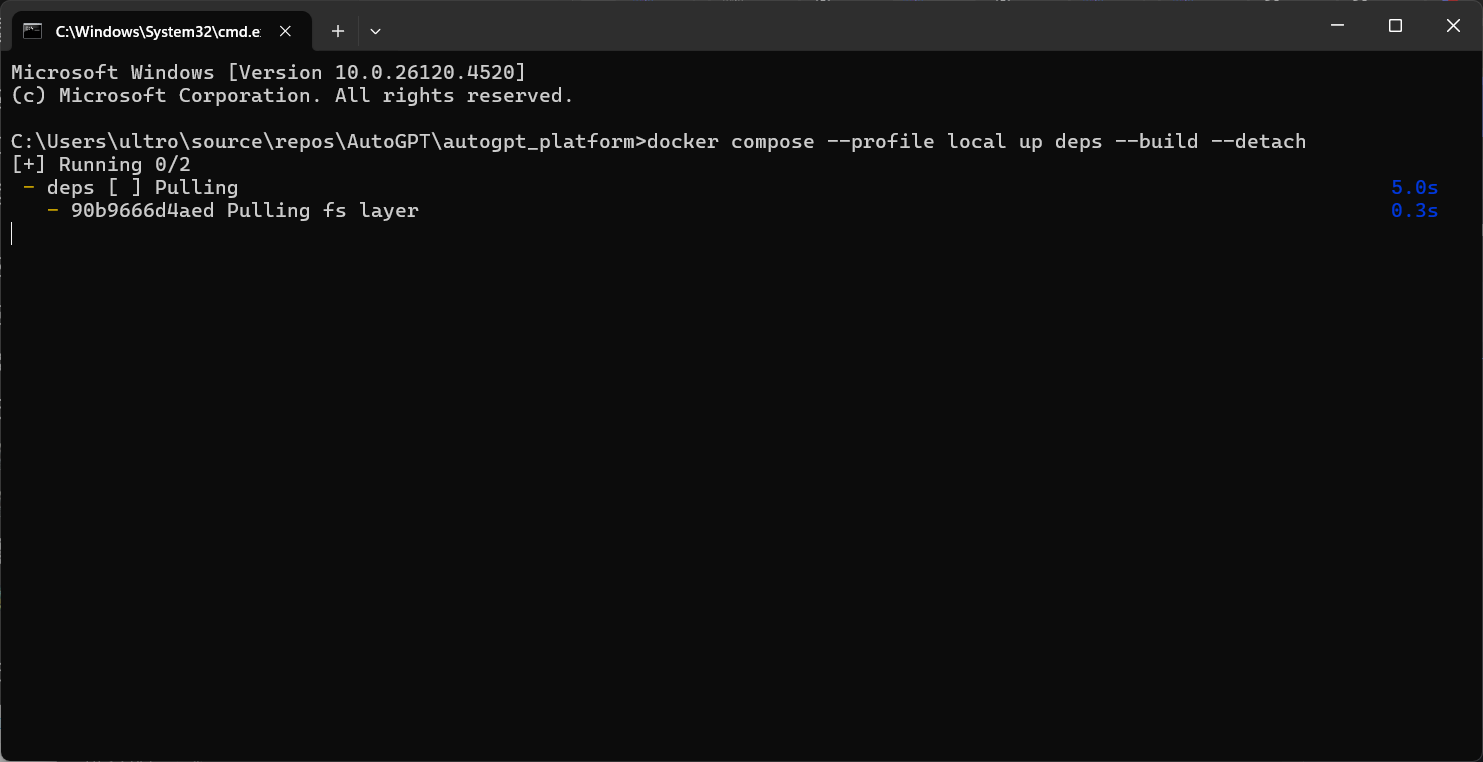 C:\Windows\System32\cmd.e
Microsoft Windows [Version 10.0.26120.4520]
(c) Microsoft Corporation. All rights reserved.
C:\Users\ultro\source\repos\AutoGPT\autogpt_platform>docker compose --profile local up deps --build --detach
[+] Running 0/2
- deps [ ] Pulling 5.0s
- 90b9666d4aed Pulling fs layer 0.3s